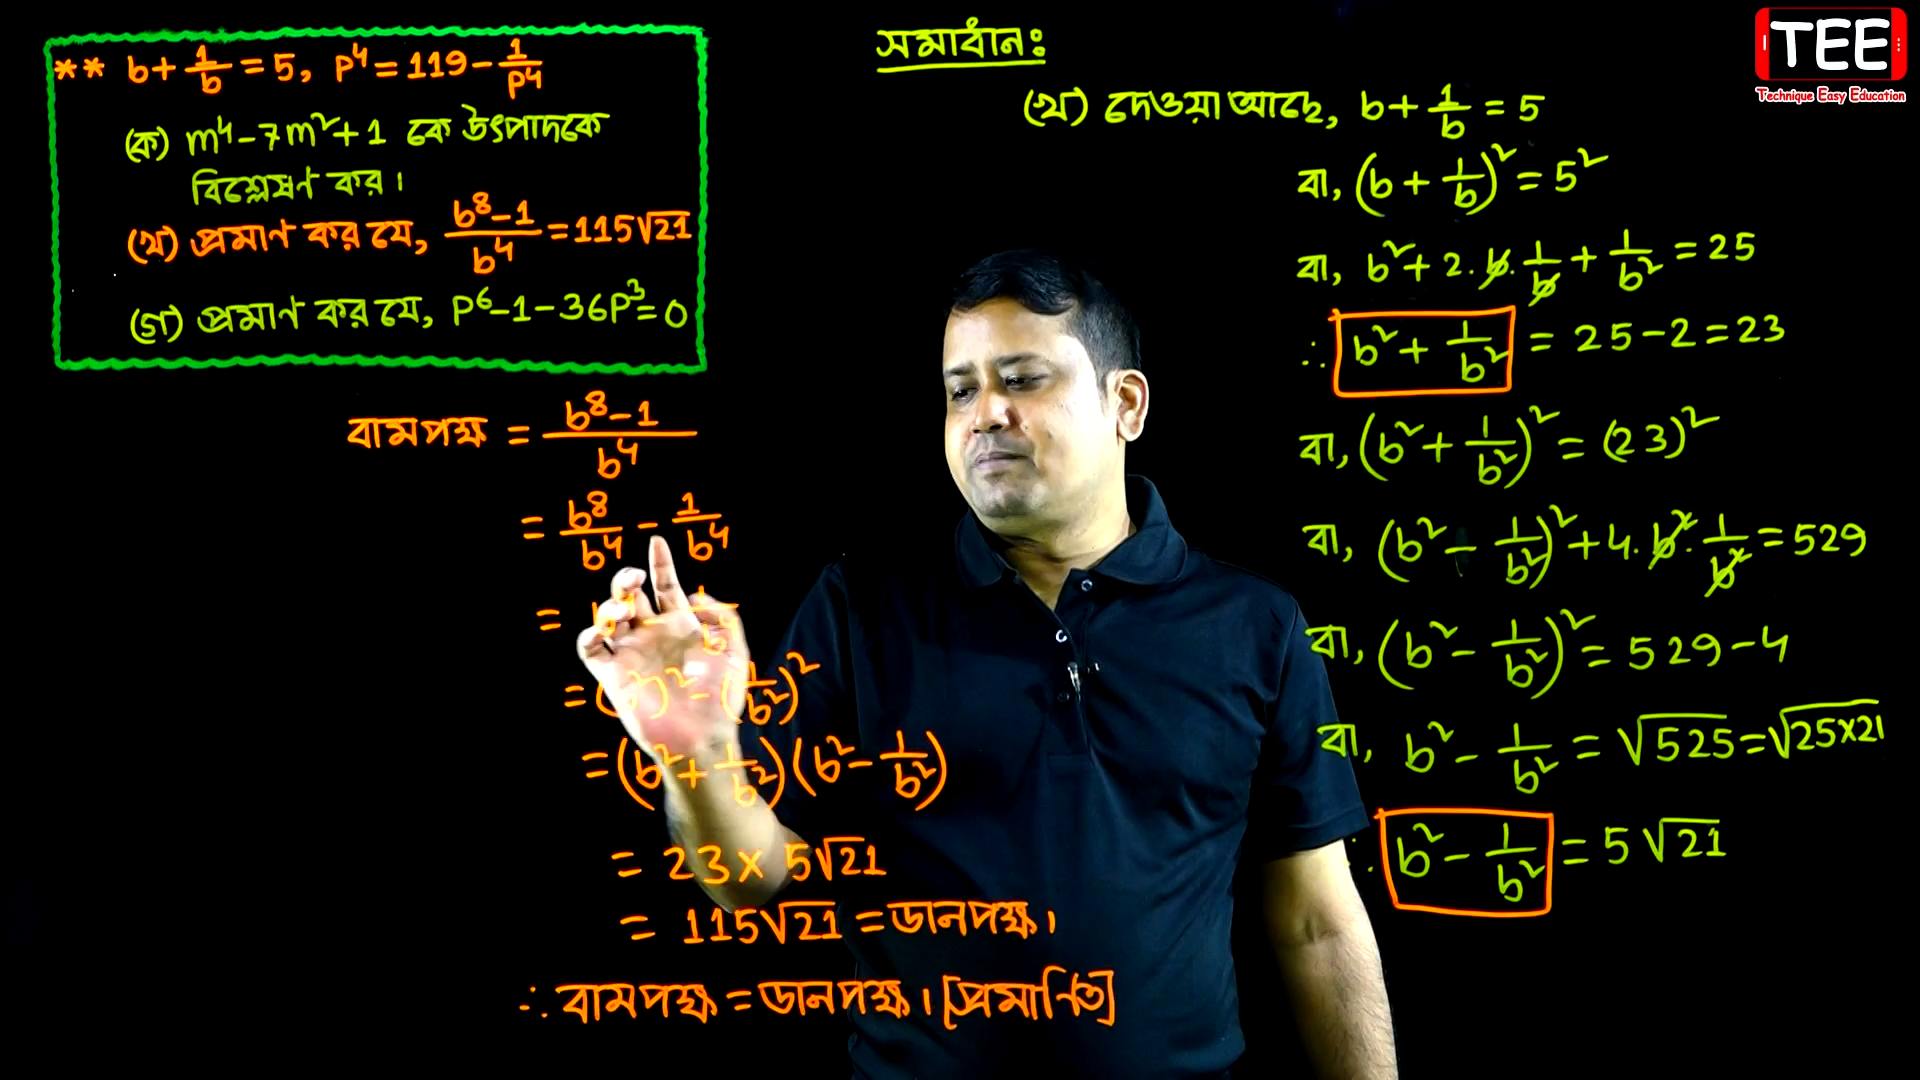 ** b + 1/b = 5, P⁴ = 119 - 1/P⁴
(ক) m⁴ - 7m² + 1 কে উৎপাদকে
বিশ্লেষণ কর।
(খ) প্রমাণ কর যে, (b⁸ - 1)/b⁴ = 115√21
(গ) প্রমাণ কর যে, P⁶ - 1 - 36P³ = 0
বামপক্ষ = (b⁸ - 1)/b⁴
= b⁸/b⁴ - 1/b⁴
= b⁴ - 1/b⁴
= (b²)² - (1/b²)²
= (b² + 1/b²)(b² - 1/b²)
= 23 × 5√21
= 115√21 = ডানপক্ষ।
∴ বামপক্ষ = ডানপক্ষ। [প্রমাণিত]
সমাধান:
(খ) দেওয়া আছে, b + 1/b = 5
বা, (b + 1/b)² = 5²
বা, b² + 2.b.1/b + 1/b² = 25
∴ b² + 1/b² = 25 - 2 = 23
বা, (b² + 1/b²)² = (23)²
বা, (b² - 1/b²)² + 4.b².1/b² = 529
বা, (b² - 1/b²)² = 529 - 4
বা, b² - 1/b² = √525 = √25×21
∴ b² - 1/b² = 5√21
TEE
Technique Easy Education